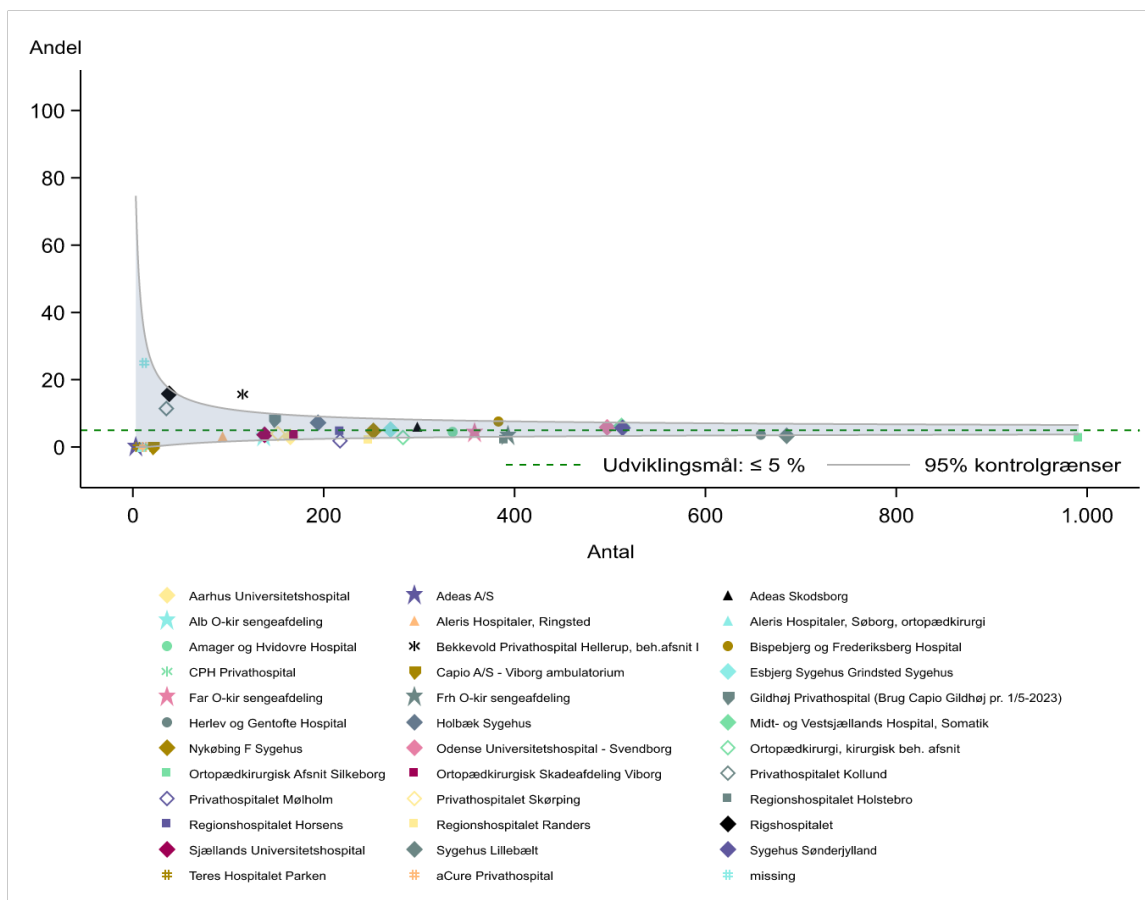 Andel
100
80
60
40
20
0
Udviklingsmål: ≤ 5 % 95% kontrolgrænser
0 200 400 600 800 1.000
Antal
Aarhus Universitetshospital Adeas A/S Adeas Skodsborg
Alb O-kir sengeafdeling Aleris Hospitaler, Ringsted Aleris Hospitaler, Søborg, ortopædkirurgi
Amager og Hvidovre Hospital Bekkevold Privathospital Hellerup, beh.afsnit I Bispebjerg og Frederiksberg Hospital
CPH Privathospital Capio A/S - Viborg ambulatorium Esbjerg Sygehus Grindsted Sygehus
Far O-kir sengeafdeling Frh O-kir sengeafdeling Gildhøj Privathospital (Brug Capio Gildhøj pr. 1/5-2023)
Herlev og Gentofte Hospital Holbæk Sygehus Midt- og Vestsjællands Hospital, Somatik
Nykøbing F Sygehus Odense Universitetshospital - Svendborg Ortopædkirurgi, kirurgisk beh. afsnit
Ortopædkirurgisk Afsnit Silkeborg Ortopædkirurgisk Skadeafdeling Viborg Privathospitalet Kollund
Privathospitalet Mølholm Privathospitalet Skørping Regionshospitalet Holstebro
Regionshospitalet Horsens Regionshospitalet Randers Rigshospitalet
Sjællands Universitetshospital Sygehus Lillebælt Sygehus Sønderjylland
Teres Hospitalet Parken aCure Privathospital missing